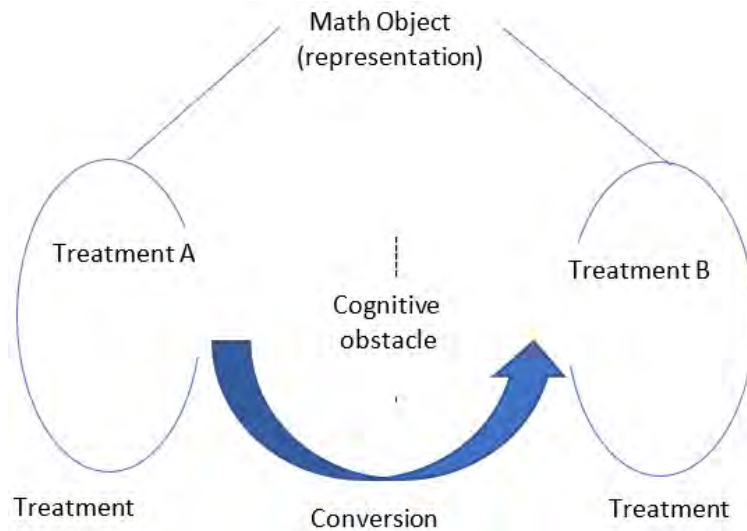 Math Object
(representation)
Treatment A
Treatment B
Cognitive
obstacle
Treatment
Conversion
Treatment